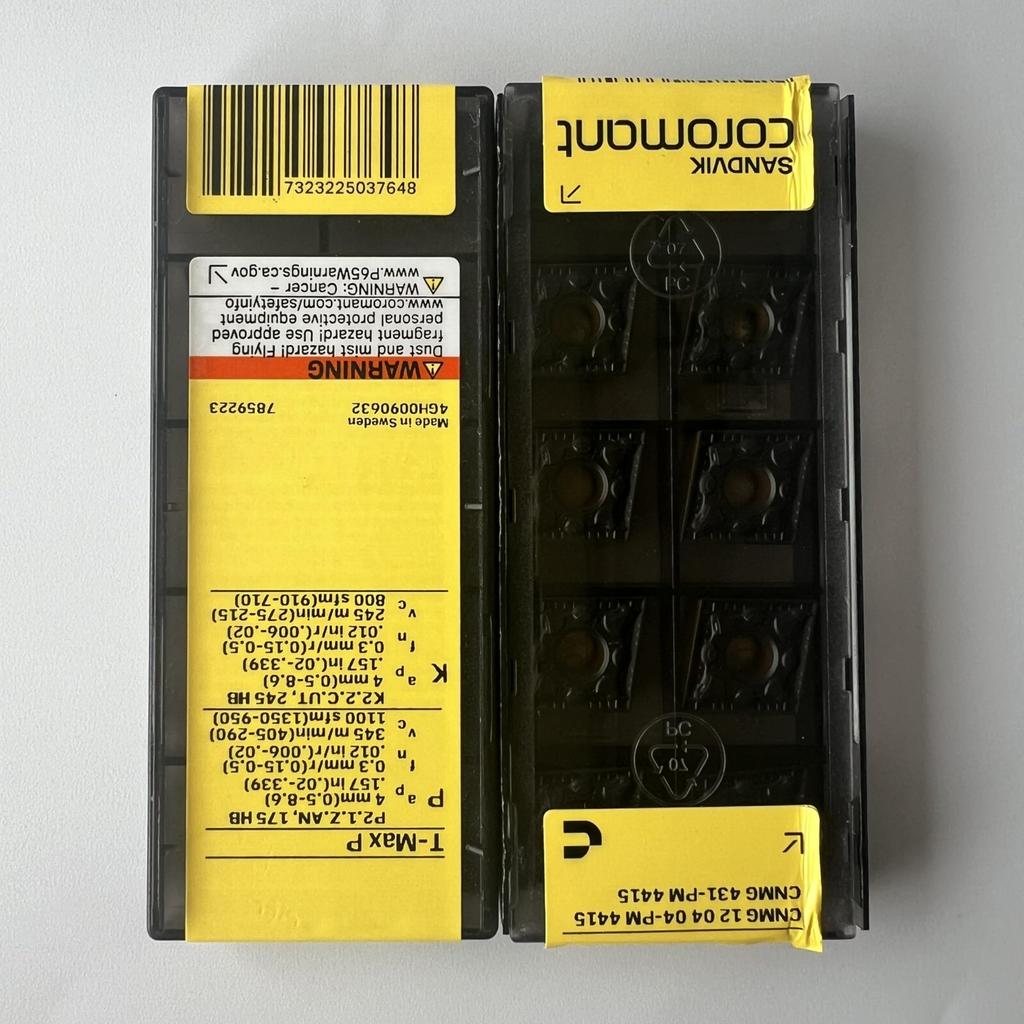 7323225037648
T-Max P
P2.1.Z.AN, 175 HB
P
a p 4 mm(0.5-8.6)
.157 in(.02-.339)
f n 0.3 mm/r(0.15-0.5)
.012 in(.006-.02)
v c 345 m/min(405-290)
1100 sfm(1350-950)
K2.2.C.UT, 245 HB
K
a p 4 mm(0.5-8.6)
.157 in(.02-.339)
f n 0.3 mm/r(0.15-0.5)
.012 in(.006-.02)
v c 245 m/min(275-215)
800 sfm(910-710)
Made in Sweden
4GH0090632 7859223
WARNING
Dust and mist hazard! Flying
fragment hazard! Use approved
personal protective equipment
www.coromant.com/safetyinfo
WARNING: Cancer –
www.P65Warnings.ca.gov
CNMG 12 04 04-PM 4415
CNMG 431-PM 4415
07
PC
07
PC
SANDVIK
coromant